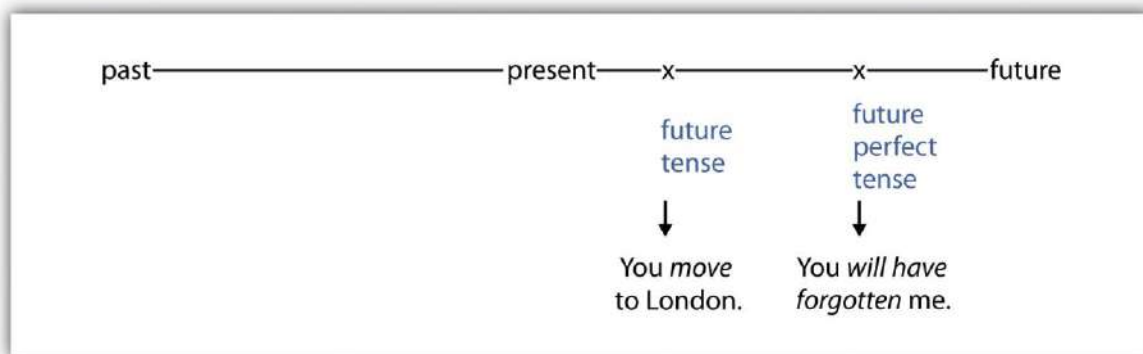 past present x x future
future
tense
future
perfect
tense
You move
to London.
You will have
forgotten me.